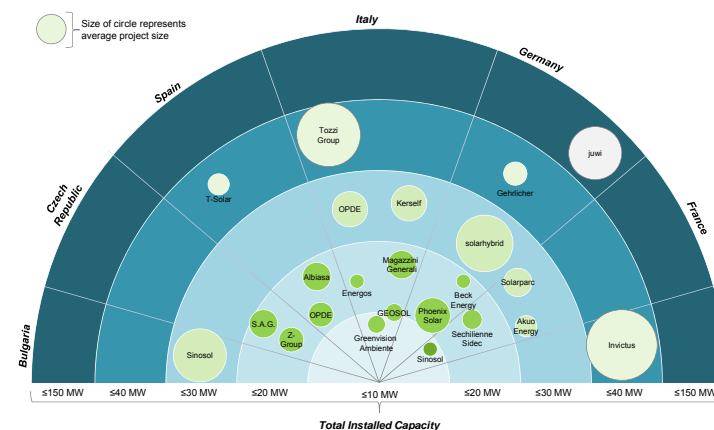 Size of circle represents
average project size
Italy
Germany
Spain
Czech
Republic
France
Bulgaria
Tozzi
Group
juwi
T-Solar
Gehrlicher
OPDE
Kerself
solarhybrid
Albiasa
Magazzini
Generali
Solarparc
Energos
Beck
Energy
S.A.G.
OPDE
GEOSOL
Phoenix
Solar
Akuo
Energy
Z-
Group
Greenvision
Ambiente
Sechilienne
Sidec
Sinosol
Sinosol
Invictus
≤150 MW ≤40 MW ≤30 MW ≤20 MW ≤10 MW ≤20 MW ≤30 MW ≤40 MW ≤150 MW
Total Installed Capacity